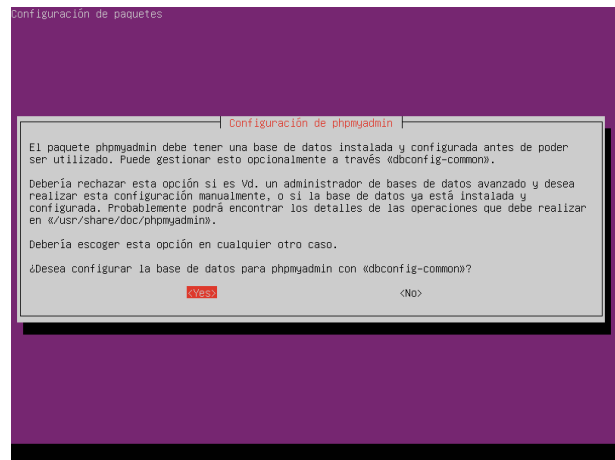 Configuración de paquetes
Configuración de phpmyadmin
El paquete phpmyadmin debe tener una base de datos instalada y configurada antes de poder
ser utilizado. Puede gestionar esto opcionalmente a través «dbconfig-common».
Debería rechazar esta opción si es Vd. un administrador de bases de datos avanzado y desea
realizar esta configuración manualmente, o si la base de datos ya está instalada y
configurada. Probablemente podrá encontrar los detalles de las operaciones que debe realizar
en «/usr/share/doc/phpmyadmin».
Debería escoger esta opción en cualquier otro caso.
¿Desea configurar la base de datos para phpmyadmin con «dbconfig-common»?
<Yes> <No>